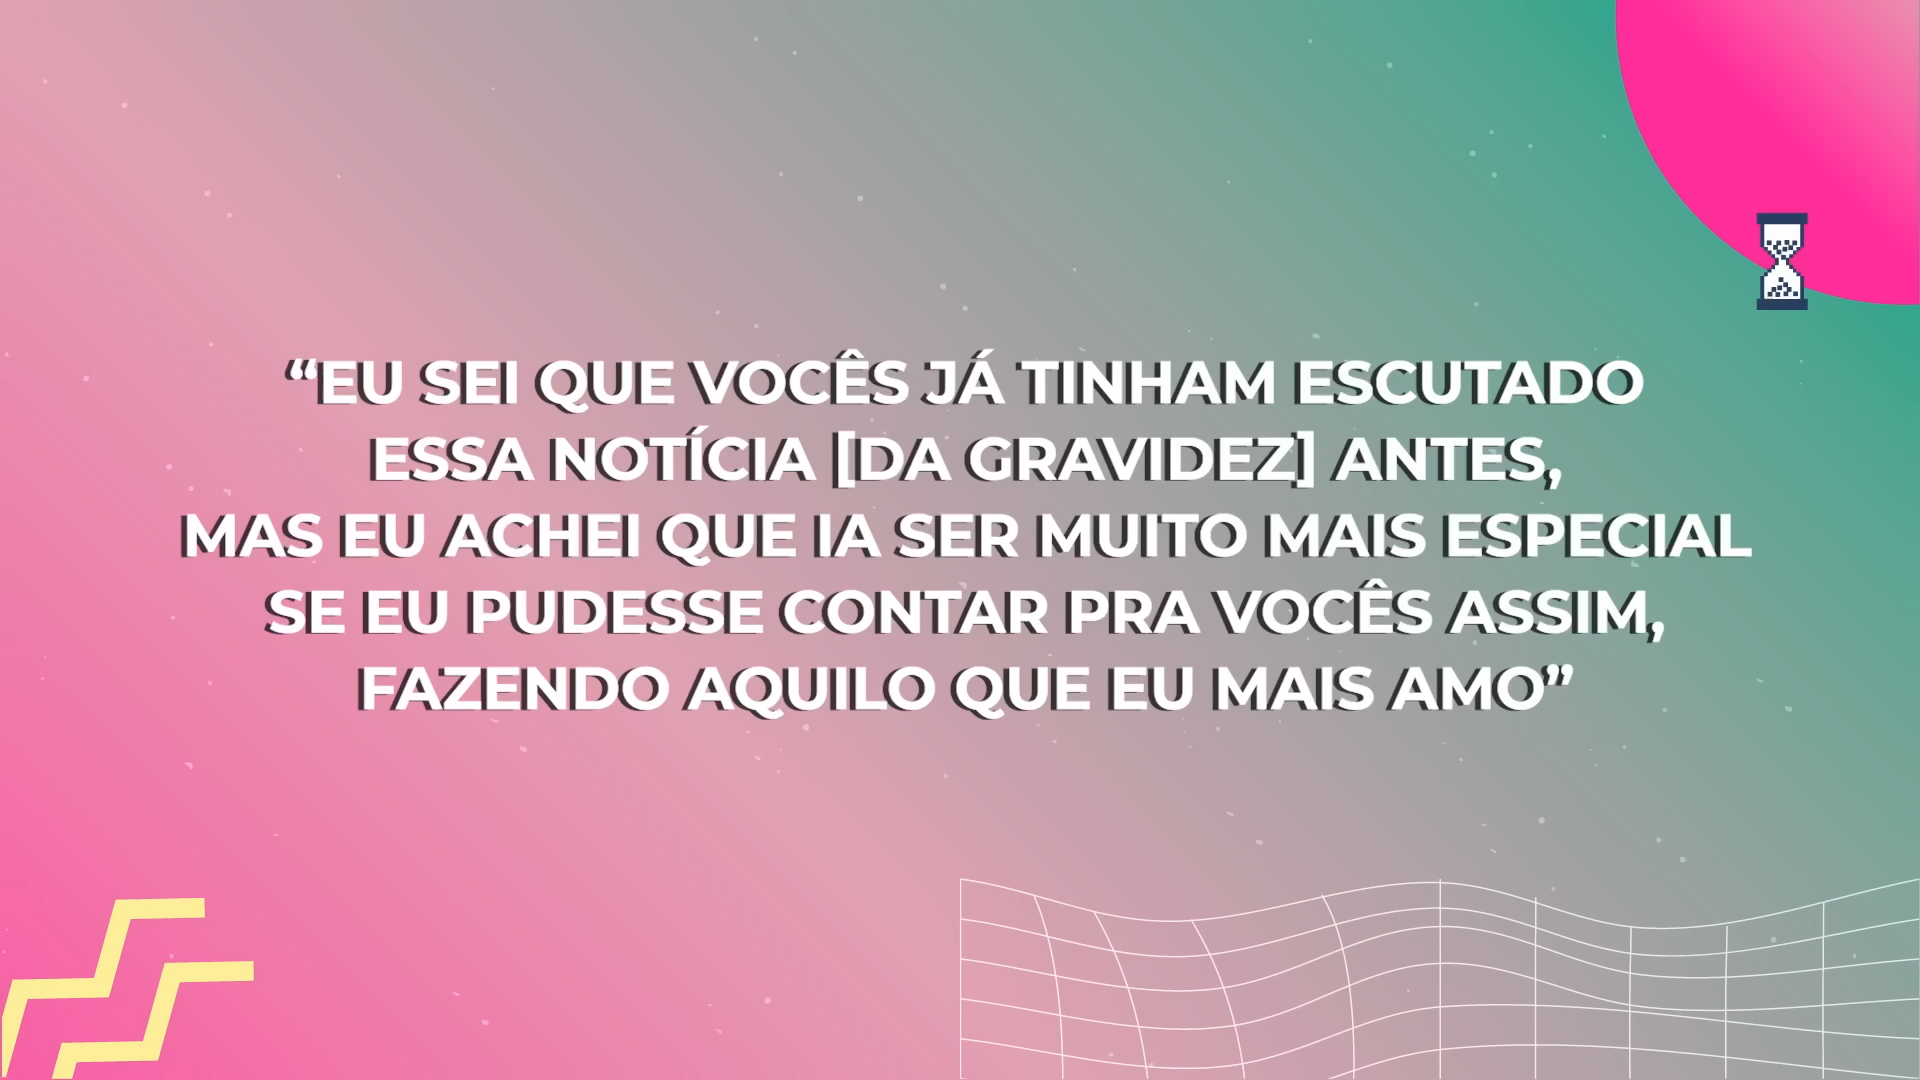 “EU SEI QUE VOCÊS JÁ TINHAM ESCUTADO
ESSA NOTÍCIA [DA GRAVIDEZ] ANTES,
MAS EU ACHEI QUE IA SER MUITO MAIS ESPECIAL
SE EU PUDESSE CONTAR PRA VOCÊS ASSIM,
FAZENDO AQUILO QUE EU MAIS AMO”